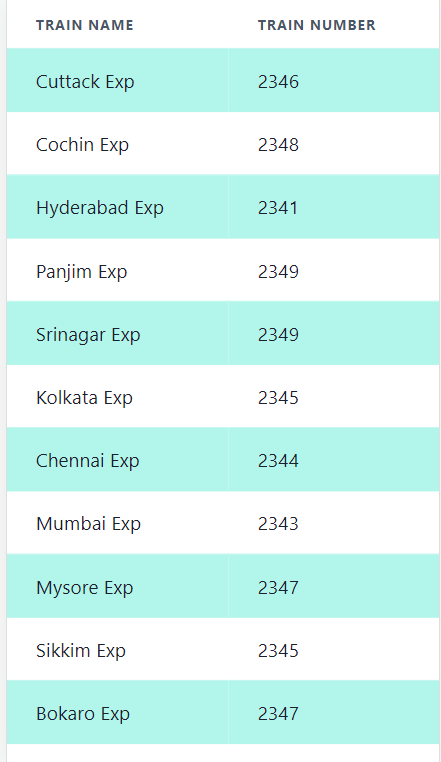 TRAIN NAME TRAIN NUMBER
Cuttack Exp 2346
Cochin Exp 2348
Hyderabad Exp 2341
Panjim Exp 2349
Srinagar Exp 2349
Kolkata Exp 2345
Chennai Exp 2344
Mumbai Exp 2343
Mysore Exp 2347
Sikkim Exp 2345
Bokaro Exp 2347